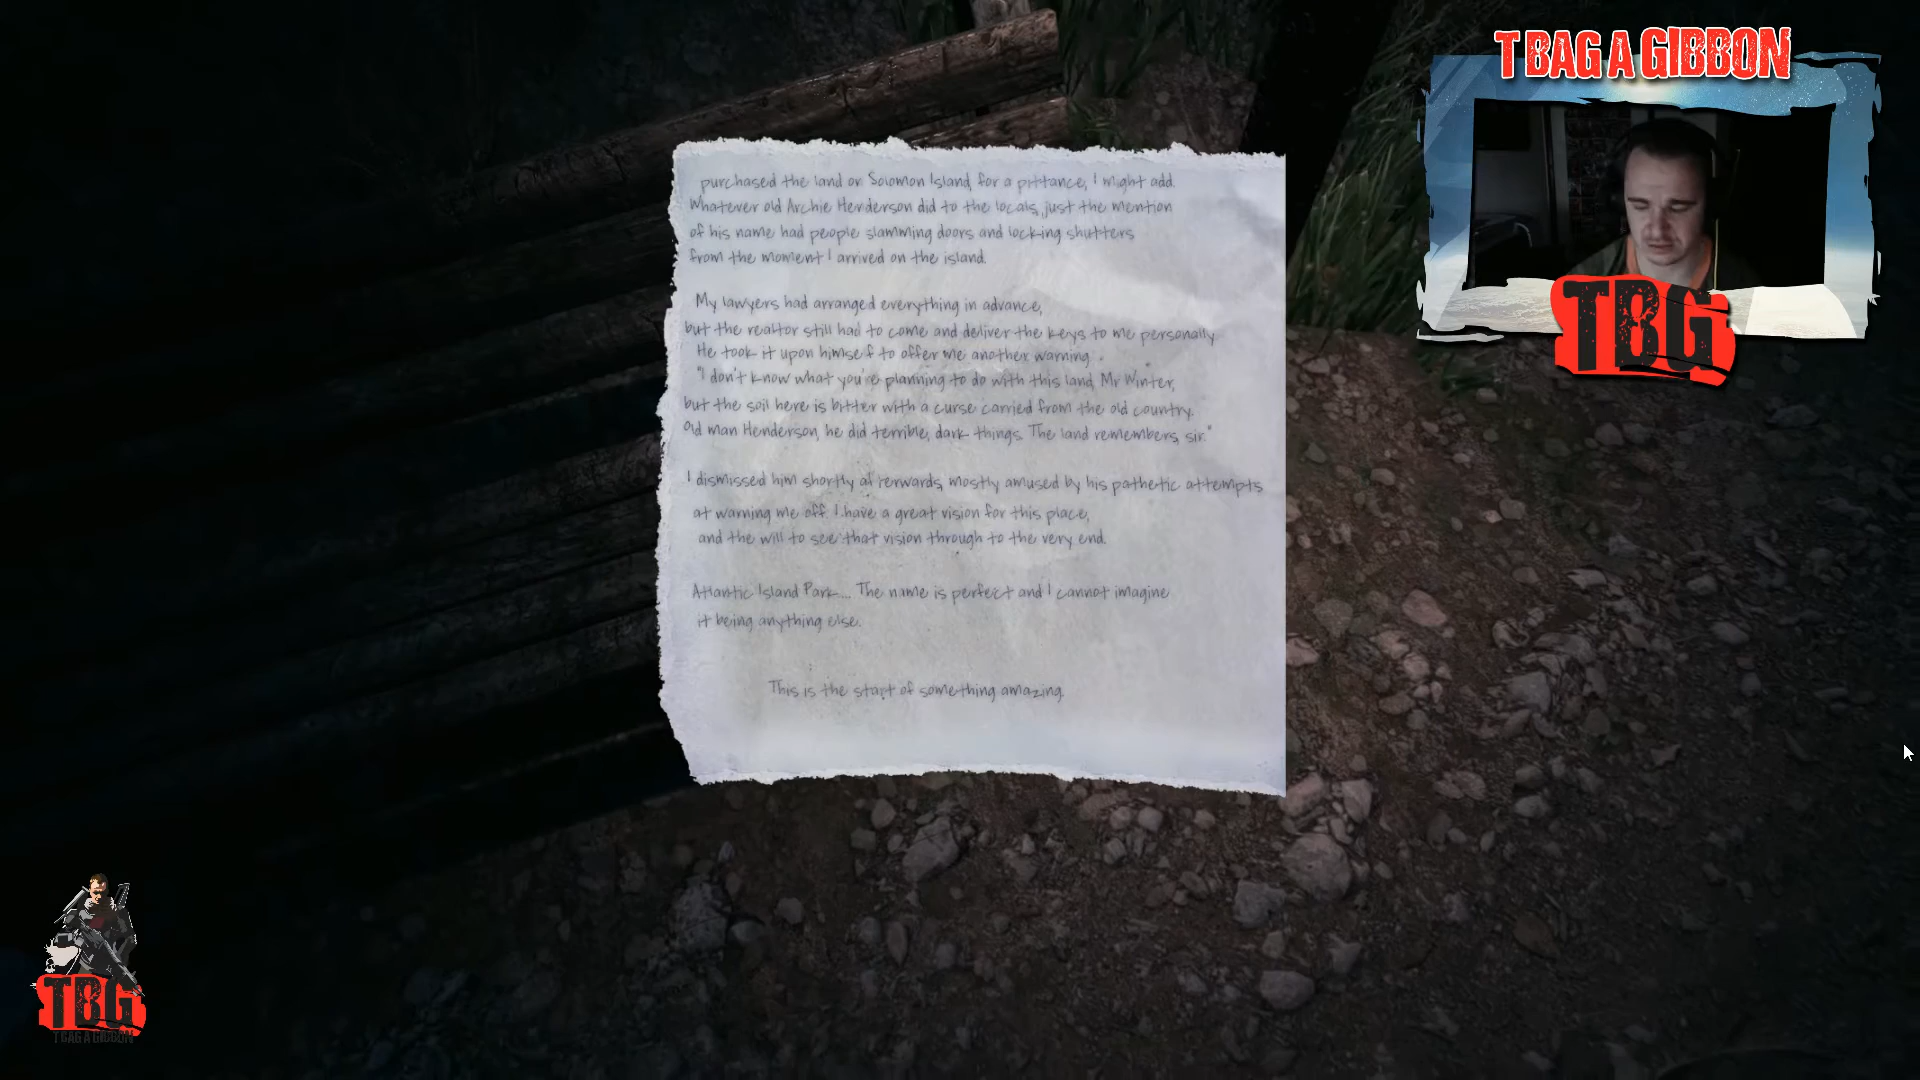 T BAG A GIBBON
TBG
purchased the land on Solomon Island, for a pittance, I might add.
Whatever old Archie Henderson did to the locals, just the mention
of his name had people slamming doors and locking shutters
from the moment I arrived on the island.
My lawyers had arranged everything in advance,
but the realtor still had to come and deliver the keys to me personally
He took it upon himself to offer me another warning.
"I don't know what you're planning to do with this land, Mr Winter,
but the soil here is bitter with a curse carried from the old country.
Old man Henderson, he did terrible, dark things. The land remembers, sir."
I dismissed him shortly afterwards, mostly amused by his pathetic attempts
at warning me off. I have a great vision for this place,
and the will to see that vision through to the very end.
Atlantic Island Park... The name is perfect and I cannot imagine
it being anything else.
This is the start of something amazing.
TBG
T BAG A GIBBON